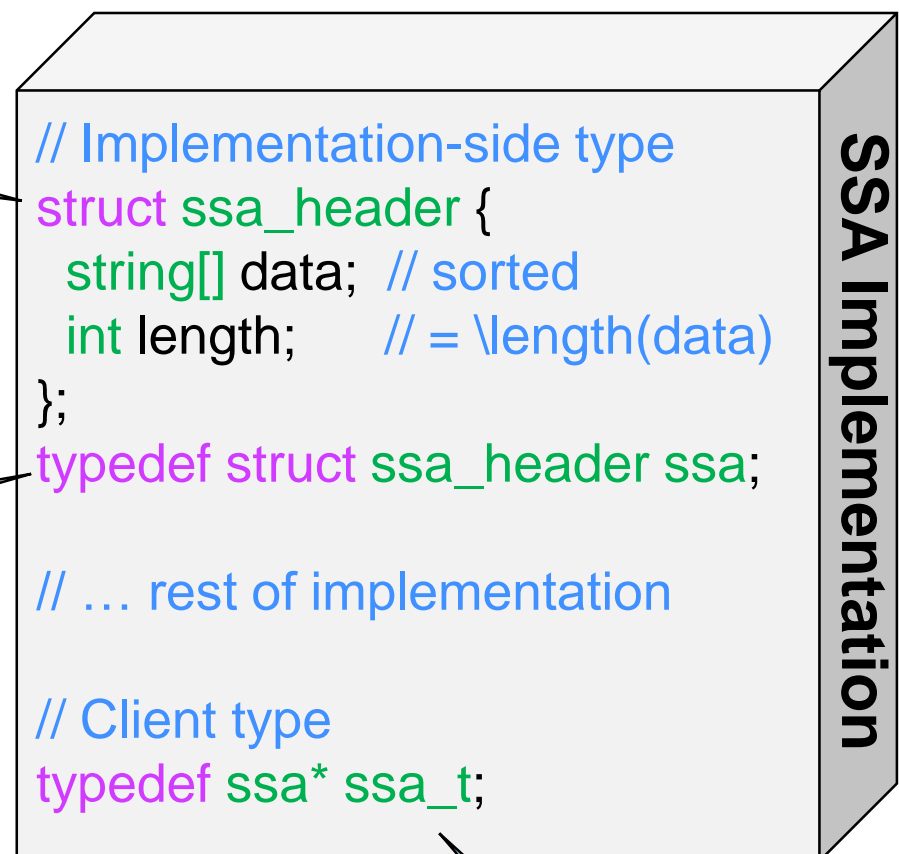 // Implementation-side type
struct ssa_header {
string[] data; // sorted
int length; // = \length(data)
};
typedef struct ssa_header ssa;
// … rest of implementation
// Client type
typedef ssa* ssa_t;
SSA Implementation